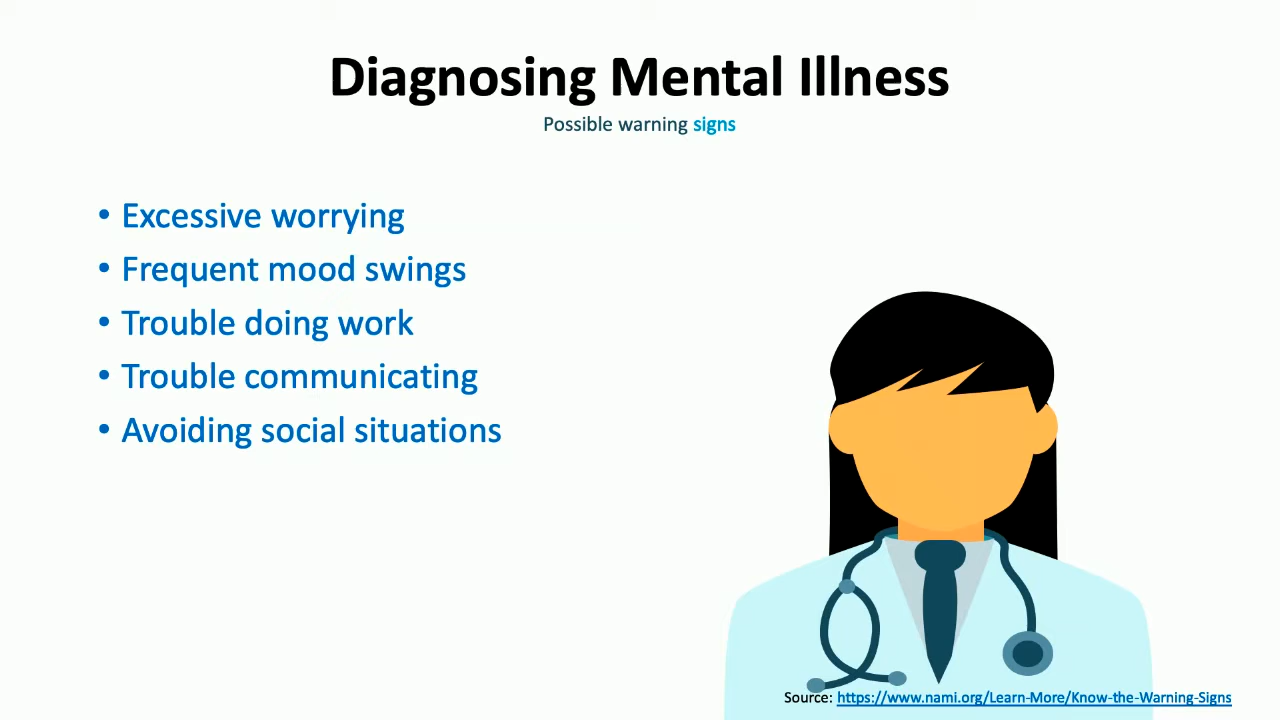 Diagnosing Mental Illness
Possible warning signs
• Excessive worrying
• Frequent mood swings
• Trouble doing work
• Trouble communicating
• Avoiding social situations
Source: https://www.nami.org/Learn-More/Know-the-Warning-Signs